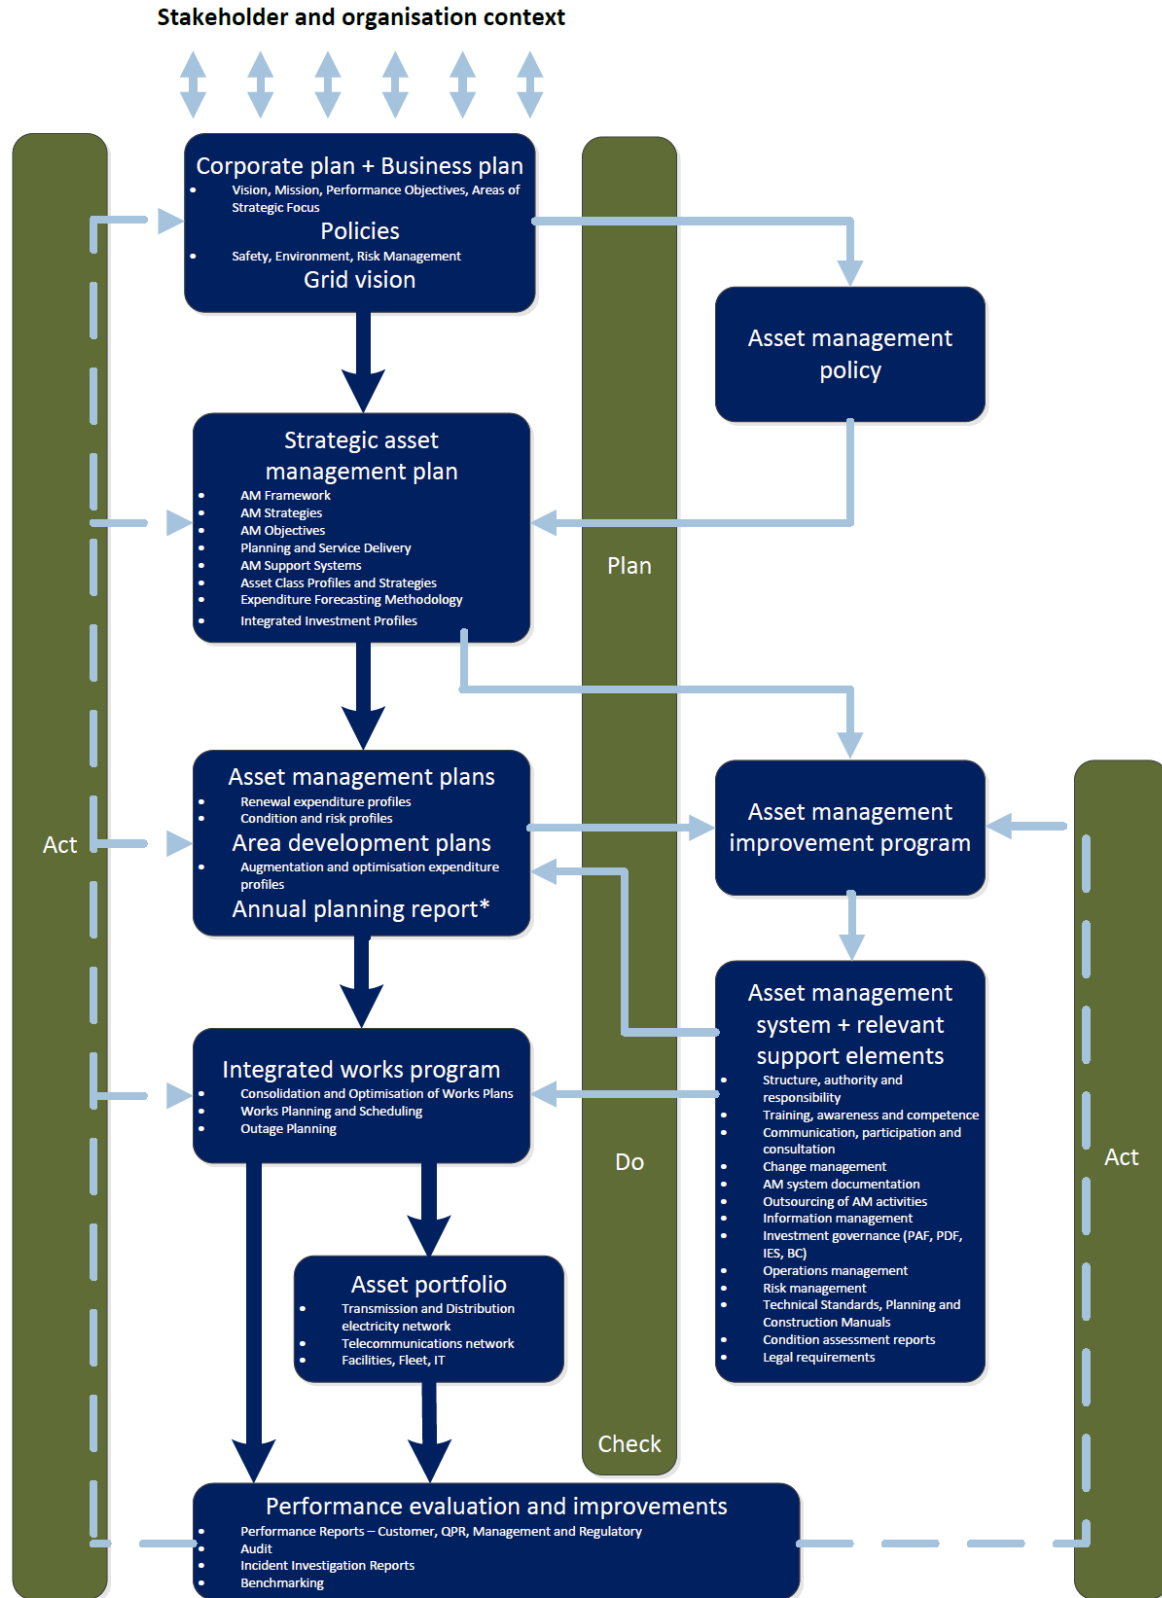 Stakeholder and organisation context
Corporate plan + Business plan
• Vision, Mission, Performance Objectives, Areas of
Strategic Focus
Policies
• Safety, Environment, Risk Management
Grid vision
Asset management
policy
Strategic asset
management plan
• AM Framework
• AM Strategies
• AM Objectives
• Planning and Service Delivery
• AM Support Systems
• Asset Class Profiles and Strategies
• Expenditure Forecasting Methodology
• Integrated Investment Profiles
Plan
Asset management plans
• Renewal expenditure profiles
• Condition and risk profiles
Area development plans
• Augmentation and optimisation expenditure
profiles
Annual planning report*
Act
Asset management
improvement program
Asset management
system + relevant
support elements
• Structure, authority and
responsibility
• Training, awareness and competence
• Communication, participation and
consultation
• Change management
• AM system documentation
• Outsourcing of AM activities
• Information management
• Investment governance (PAF, PDF,
IES, BC)
• Operations management
• Risk management
• Technical Standards, Planning and
Construction Manuals
• Condition assessment reports
• Legal requirements
Integrated works program
• Consolidation and Optimisation of Works Plans
• Works Planning and Scheduling
• Outage Planning
Do
Act
Asset portfolio
• Transmission and Distribution
electricity network
• Telecommunications network
• Facilities, Fleet, IT
Check
Performance evaluation and improvements
• Performance Reports – Customer, QPR, Management and Regulatory
• Audit
• Incident Investigation Reports
• Benchmarking